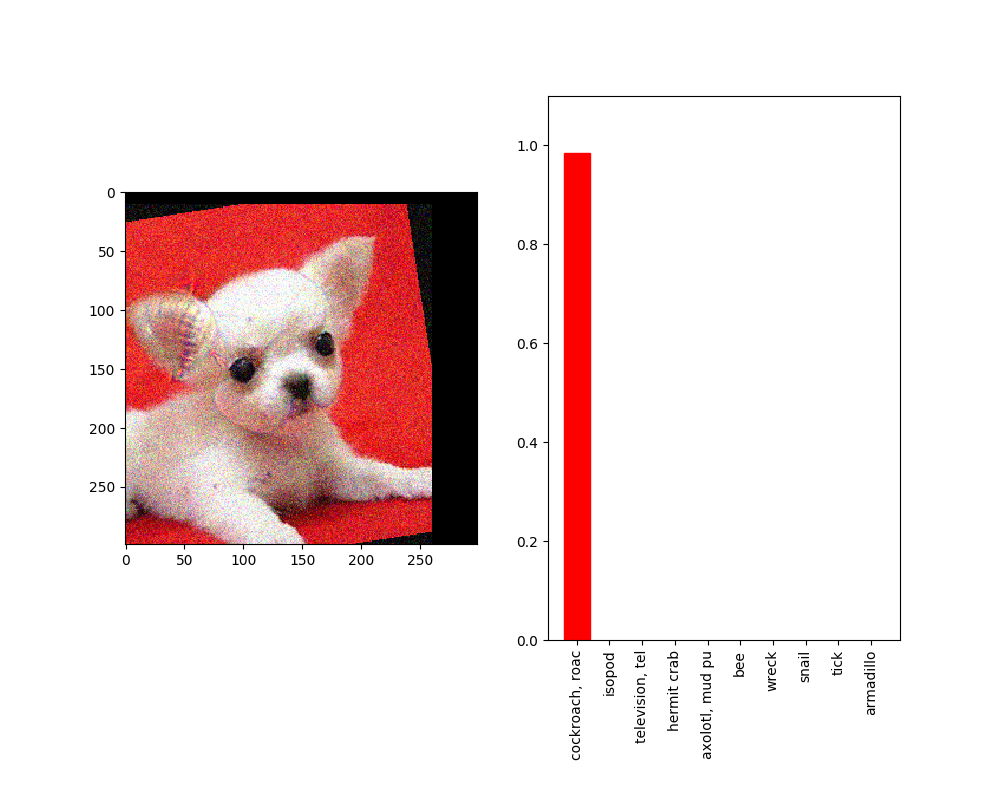 0
50
100
150
200
250
0 50 100 150 200 250
1.0
0.8
0.6
0.4
0.2
0.0
cockroach, roac
isopod
television, tel
hermit crab
axolotl, mud pu
bee
wreck
snail
tick
armadillo